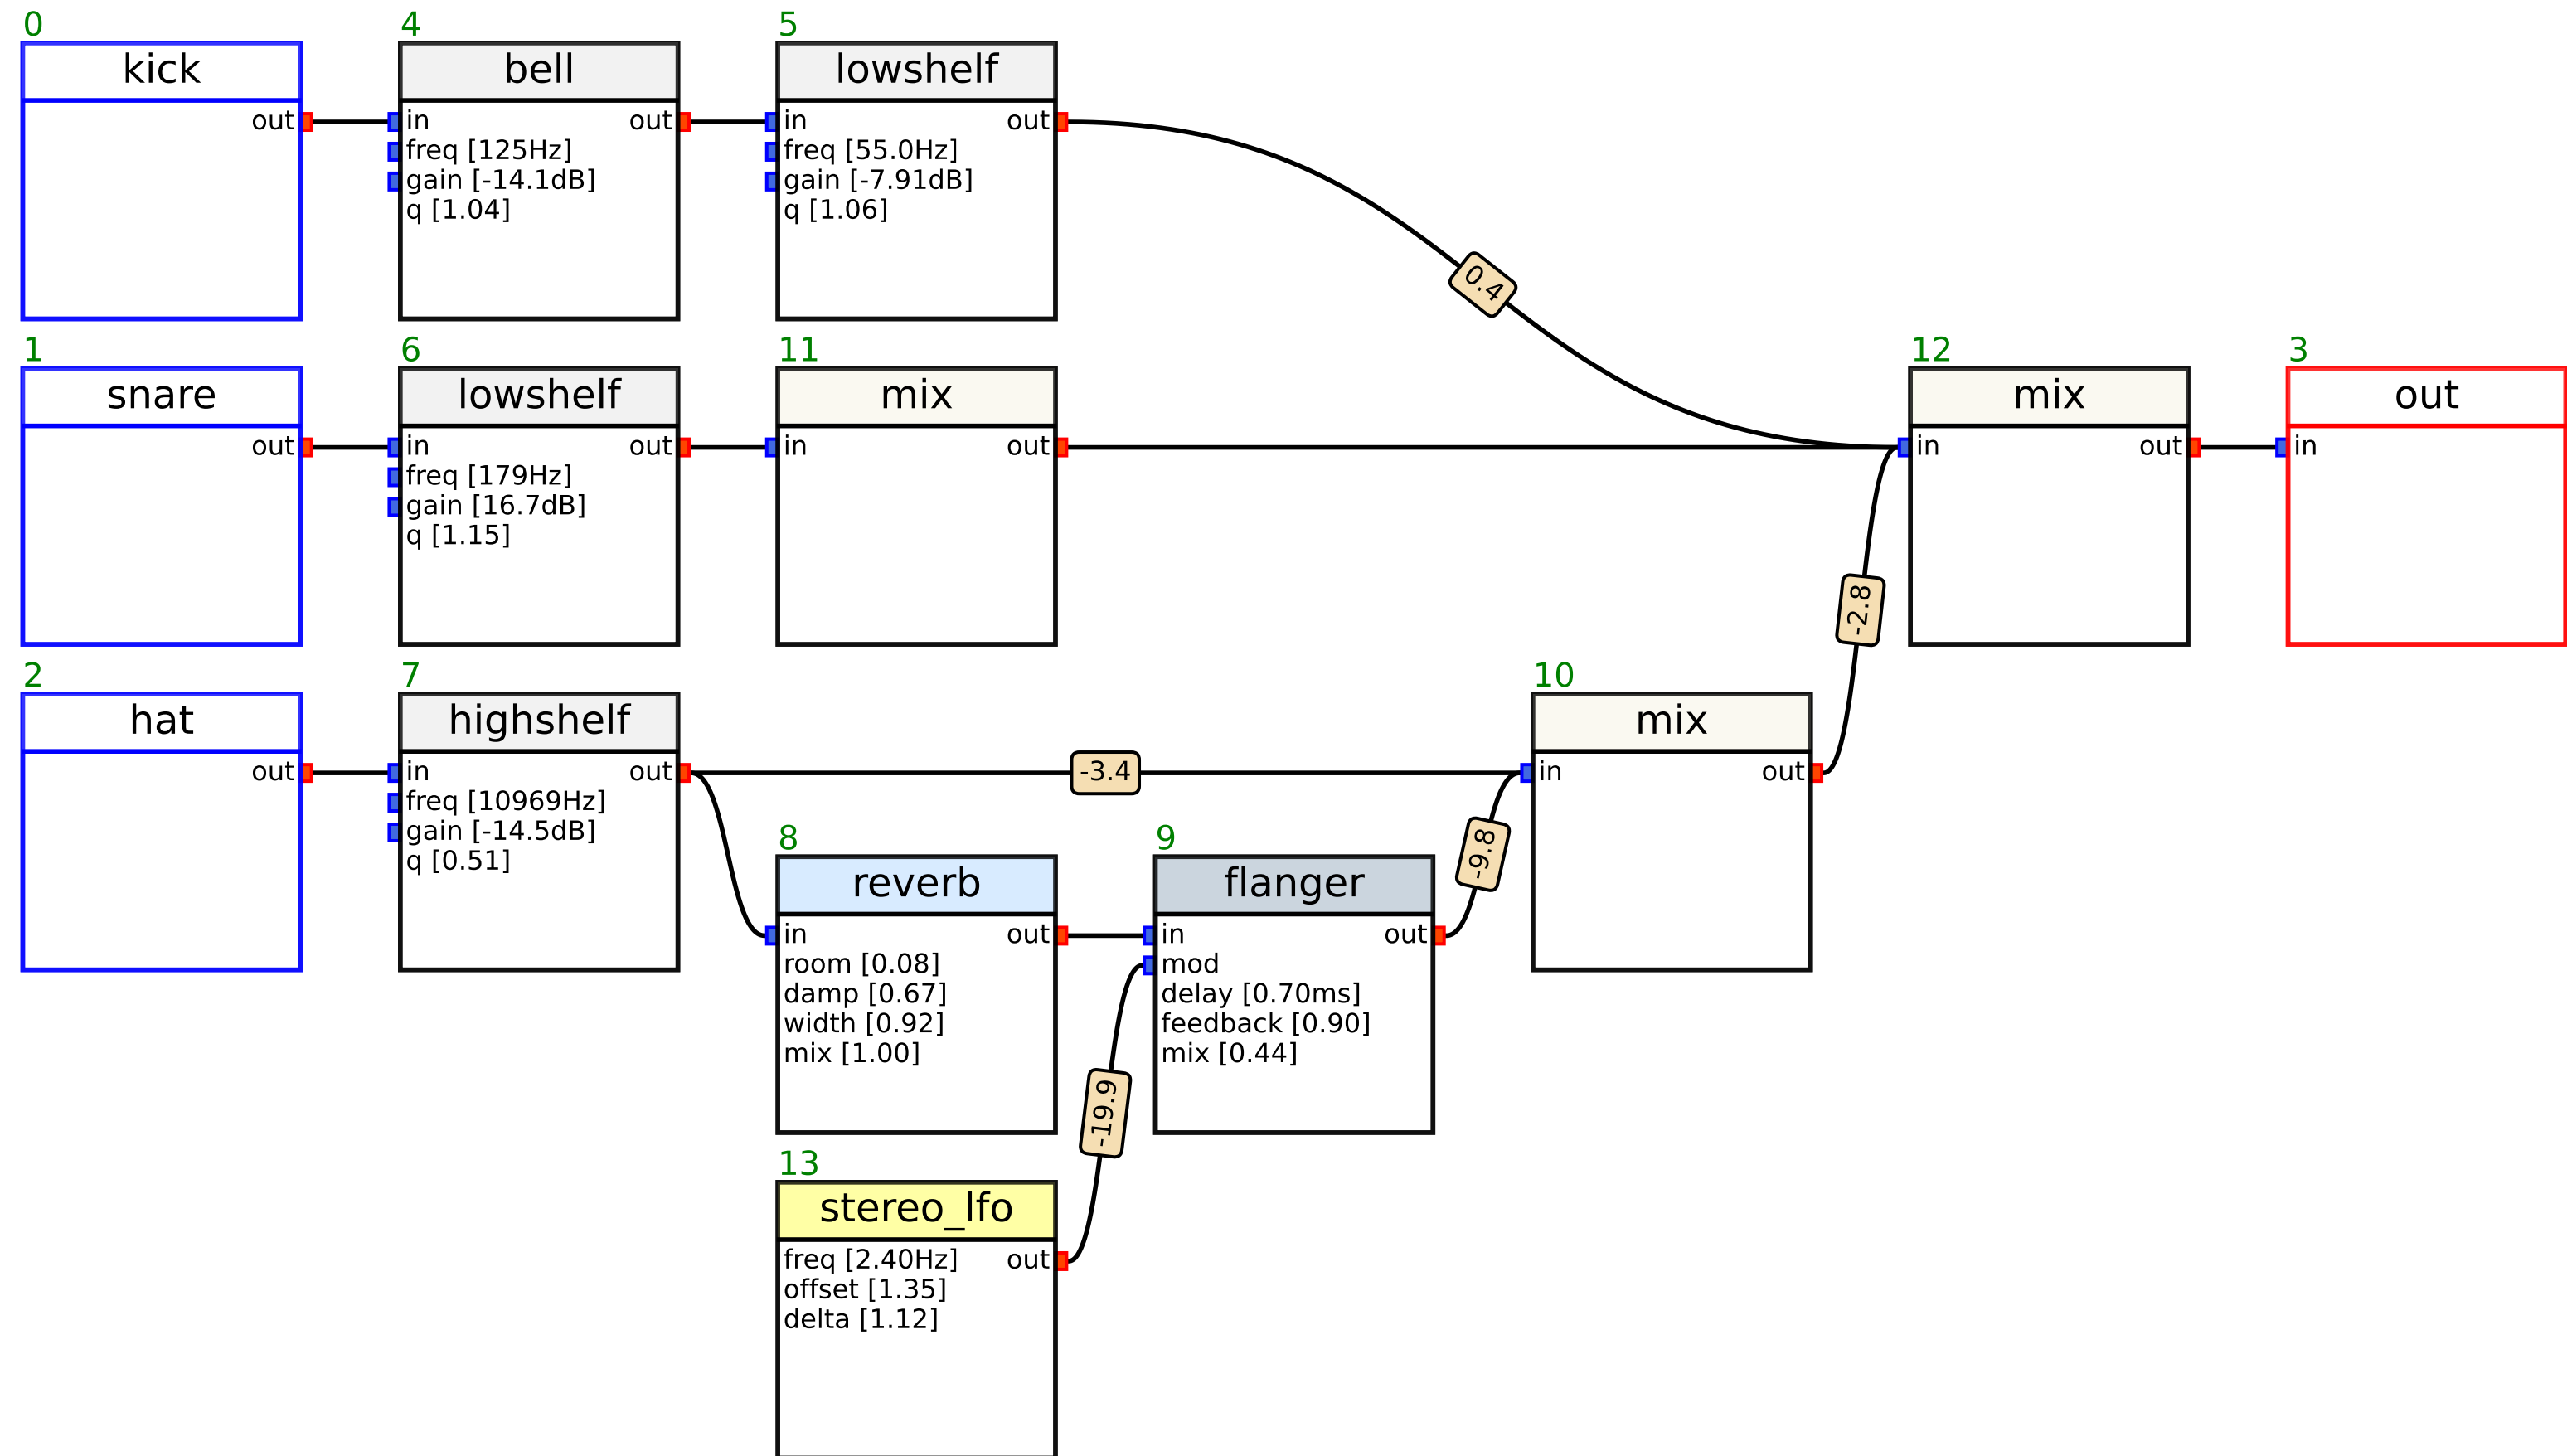 0
kick
out
4
bell
in out
freq [125Hz]
gain [-14.1dB]
q [1.04]
5
lowshelf
in out
freq [55.0Hz]
gain [-7.91dB]
q [1.06]
0.4
1
snare
out
6
lowshelf
in out
freq [179Hz]
gain [16.7dB]
q [1.15]
11
mix
in out
12
mix
in out
3
out
in
-2.8
2
hat
out
7
highshelf
in out
freq [10969Hz]
gain [-14.5dB]
q [0.51]
-3.4
10
mix
in out
8
reverb
in out
room [0.08]
damp [0.67]
width [0.92]
mix [1.00]
9
flanger
in out
mod
delay [0.70ms]
feedback [0.90]
mix [0.44]
-9.8
-19.9
13
stereo_lfo
freq [2.40Hz] out
offset [1.35]
delta [1.12]